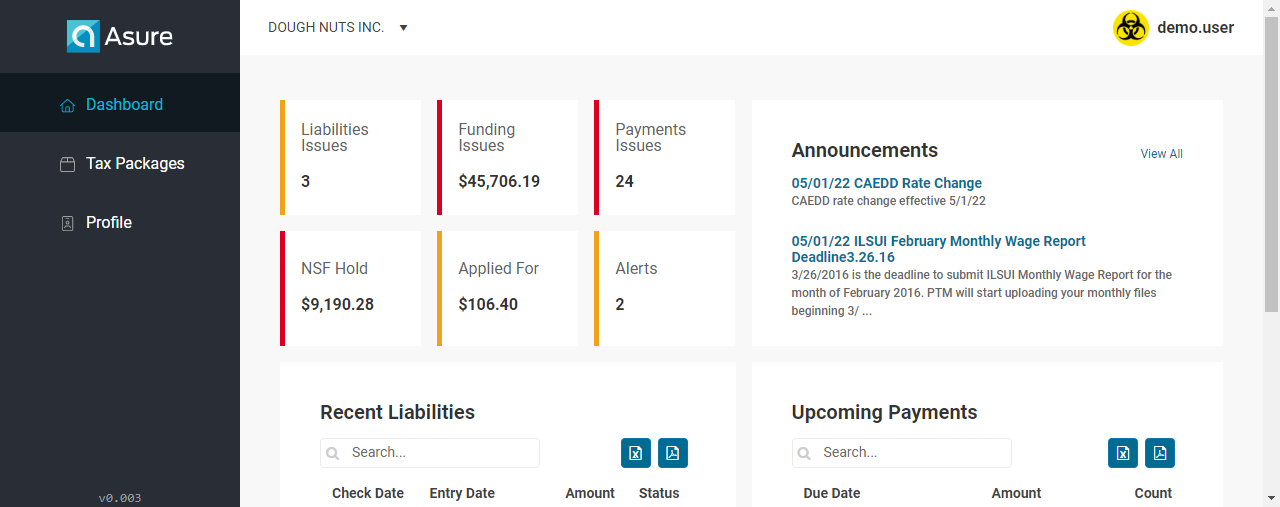 Asure
DOUGH NUTS INC.
demo.user
Dashboard
Tax Packages
Profile
v0.003
Liabilities
Issues
3
Funding
Issues
$45,706.19
Payments
Issues
24
NSF Hold
$9,190.28
Applied For
$106.40
Alerts
2
Announcements
View All
05/01/22 CAEDD Rate Change
CAEDD rate change effective 5/1/22
05/01/22 ILSUI February Monthly Wage Report
Deadline3.26.16
3/26/2016 is the deadline to submit ILSUI Monthly Wage Report for the
month of February 2016. PTM will start uploading your monthly files
beginning 3/ ...
Recent Liabilities
Search...
Check Date Entry Date Amount Status
Upcoming Payments
Search...
Due Date Amount Count